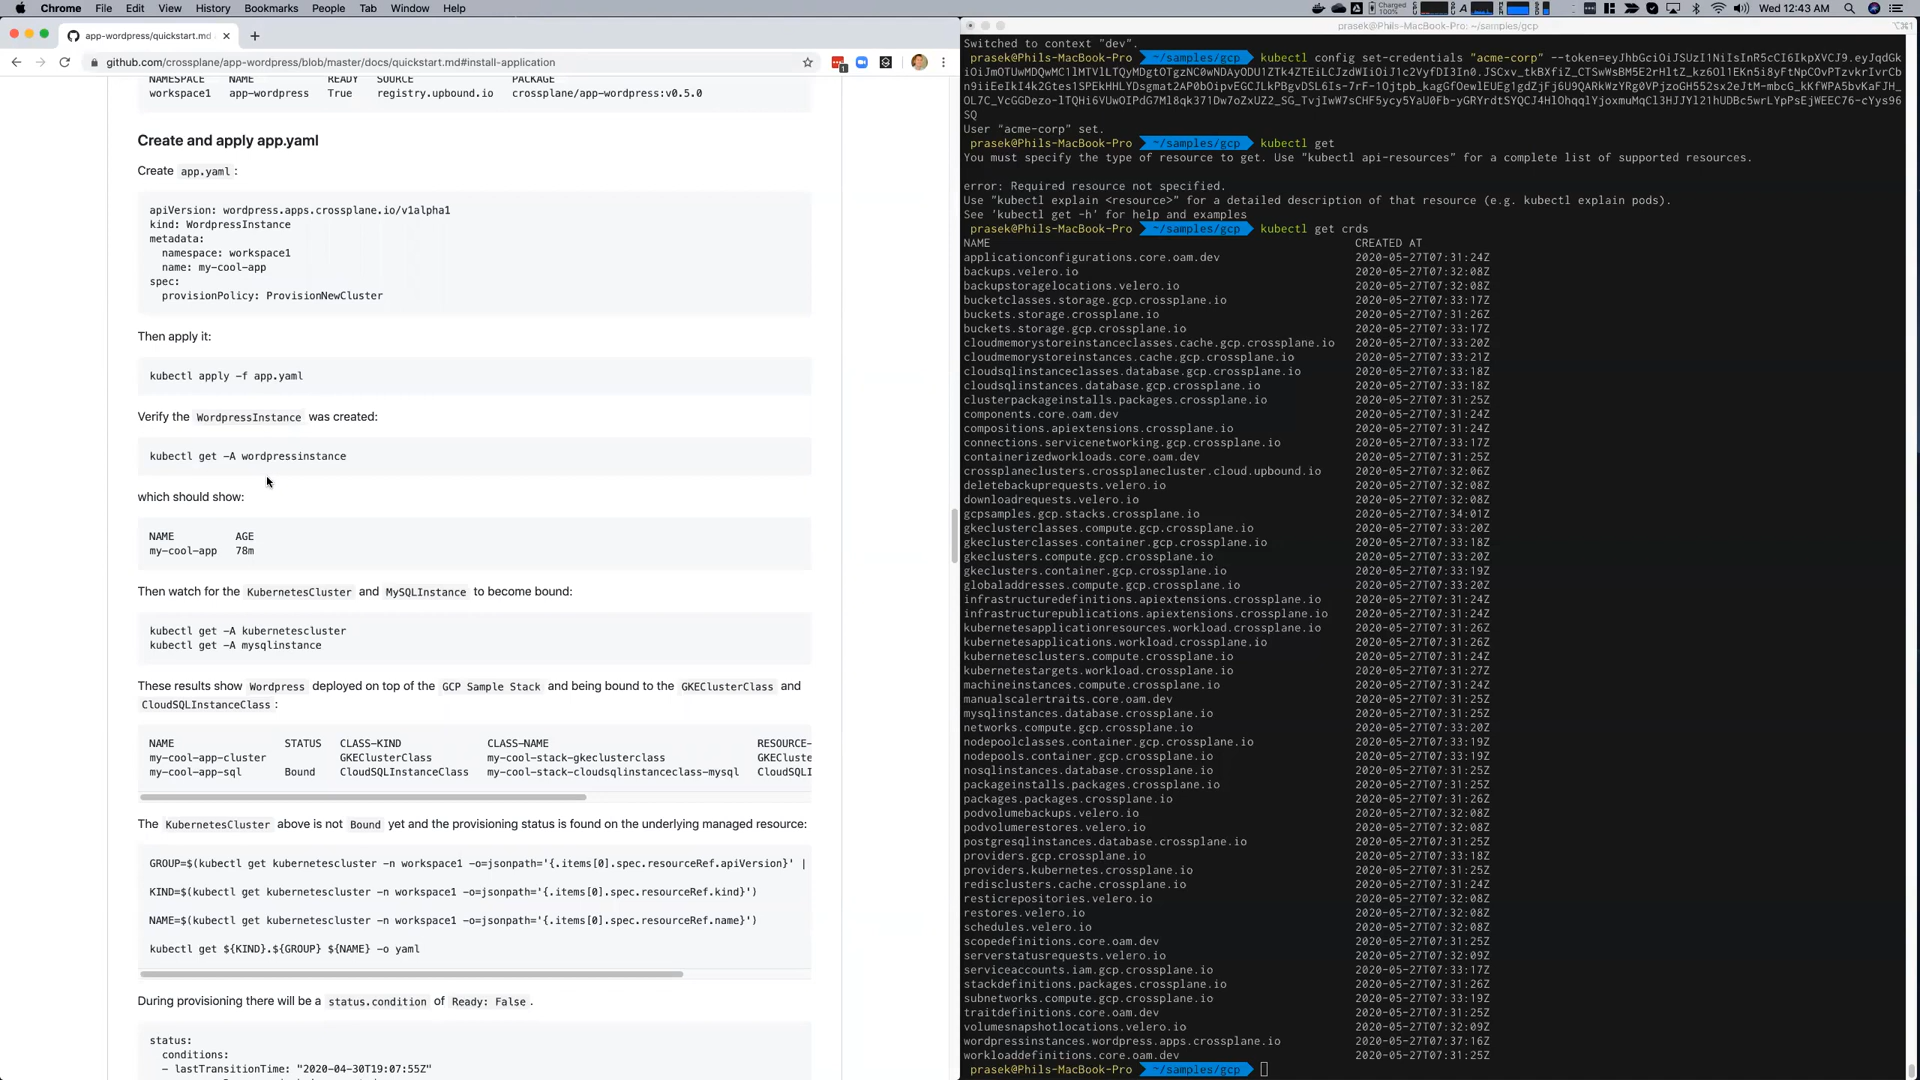 Chrome File Edit View History Bookmarks People Tab Window Help
Charged 100%
Wed 12:43 AM
app-wordpress/quickstart.md
github.com/crossplane/app-wordpress/blob/master/docs/quickstart.md#install-application
NAMESPACE NAME READY SOURCE PACKAGE
workspace1 app-wordpress True registry.upbound.io crossplane/app-wordpress:v0.5.0
Create and apply app.yaml
Create app.yaml :
apiVersion: wordpress.apps.crossplane.io/v1alpha1
kind: WordpressInstance
metadata:
namespace: workspace1
name: my-cool-app
spec:
provisionPolicy: ProvisionNewCluster
Then apply it:
kubectl apply -f app.yaml
Verify the WordpressInstance was created:
kubectl get -A wordpressinstance
which should show:
NAME AGE
my-cool-app 78m
Then watch for the KubernetesCluster and MySQLInstance to become bound:
kubectl get -A kubernetescluster
kubectl get -A mysqlinstance
These results show Wordpress deployed on top of the GCP Sample Stack and being bound to the GKEClusterClass and
CloudSQLInstanceClass :
NAME STATUS CLASS-KIND CLASS-NAME RESOURCE-
my-cool-app-cluster GKEClusterClass my-cool-stack-gkeclusterclass GKECluste
my-cool-app-sql Bound CloudSQLInstanceClass my-cool-stack-cloudsqlinstanceclass-mysql CloudSQLI
The KubernetesCluster above is not Bound yet and the provisioning status is found on the underlying managed resource:
GROUP=$(kubectl get kubernetescluster -n workspace1 -o=jsonpath='{.items[0].spec.resourceRef.apiVersion}' |
KIND=$(kubectl get kubernetescluster -n workspace1 -o=jsonpath='{.items[0].spec.resourceRef.kind}')
NAME=$(kubectl get kubernetescluster -n workspace1 -o=jsonpath='{.items[0].spec.resourceRef.name}')
kubectl get ${KIND}.${GROUP} ${NAME} -o yaml
During provisioning there will be a status.condition of Ready: False .
status:
conditions:
- lastTransitionTime: "2020-04-30T19:07:55Z"
prasek@Phils-MacBook-Pro: ~/samples/gcp
Switched to context "dev".
prasek@Phils-MacBook-Pro ~/samples/gcp kubectl config set-credentials "acme-corp"
User "acme-corp" set.
prasek@Phils-MacBook-Pro ~/samples/gcp kubectl get
You must specify the type of resource to get. Use "kubectl api-resources" for a complete list of supported resources.
error: Required resource not specified.
Use "kubectl explain <resource>" for a detailed description of that resource (e.g. kubectl explain pods).
See 'kubectl get -h' for help and examples
prasek@Phils-MacBook-Pro ~/samples/gcp kubectl get crds
NAME CREATED AT
applicationconfigurations.core.oam.dev 2020-05-27T07:31:24Z
backups.velero.io 2020-05-27T07:32:08Z
backupstoragelocations.velero.io 2020-05-27T07:32:08Z
bucketclasses.storage.gcp.crossplane.io 2020-05-27T07:33:17Z
buckets.storage.crossplane.io 2020-05-27T07:31:26Z
buckets.storage.gcp.crossplane.io 2020-05-27T07:33:17Z
cloudmemorystoreinstanceclasses.cache.gcp.crossplane.io 2020-05-27T07:33:20Z
cloudmemorystoreinstances.cache.gcp.crossplane.io 2020-05-27T07:33:21Z
cloudsqlinstanceclasses.database.gcp.crossplane.io 2020-05-27T07:33:18Z
cloudsqlinstances.database.gcp.crossplane.io 2020-05-27T07:33:18Z
clusterpackageinstalls.packages.crossplane.io 2020-05-27T07:31:25Z
components.core.oam.dev 2020-05-27T07:31:24Z
compositions.apiextensions.crossplane.io 2020-05-27T07:31:24Z
connections.servicenetworking.gcp.crossplane.io 2020-05-27T07:33:17Z
containerizedworkloads.core.oam.dev 2020-05-27T07:31:25Z
crossplaneclusters.crossplanecluster.cloud.upbound.io 2020-05-27T07:32:06Z
deletebackuprequests.velero.io 2020-05-27T07:32:08Z
downloadrequests.velero.io 2020-05-27T07:32:08Z
gcpsamples.gcp.stacks.crossplane.io 2020-05-27T07:34:01Z
gkeclusterclasses.compute.gcp.crossplane.io 2020-05-27T07:33:20Z
gkeclusterclasses.container.gcp.crossplane.io 2020-05-27T07:33:18Z
gkeclusters.compute.gcp.crossplane.io 2020-05-27T07:33:20Z
gkeclusters.container.gcp.crossplane.io 2020-05-27T07:33:19Z
globaladdresses.compute.gcp.crossplane.io 2020-05-27T07:33:20Z
infrastructuredefinitions.apiextensions.crossplane.io 2020-05-27T07:31:24Z
infrastructurepublications.apiextensions.crossplane.io 2020-05-27T07:31:24Z
kubernetesapplicationresources.workload.crossplane.io 2020-05-27T07:31:26Z
kubernetesapplications.workload.crossplane.io 2020-05-27T07:31:26Z
kubernetesclusters.compute.crossplane.io 2020-05-27T07:31:24Z
kubernetestargets.workload.crossplane.io 2020-05-27T07:31:27Z
machineinstances.compute.crossplane.io 2020-05-27T07:31:24Z
manualscalertraits.core.oam.dev 2020-05-27T07:31:25Z
mysqlinstances.database.crossplane.io 2020-05-27T07:31:25Z
networks.compute.gcp.crossplane.io 2020-05-27T07:33:20Z
nodepoolclasses.container.gcp.crossplane.io 2020-05-27T07:33:19Z
nodepools.container.gcp.crossplane.io 2020-05-27T07:33:19Z
nosqlinstances.database.crossplane.io 2020-05-27T07:31:25Z
packageinstalls.packages.crossplane.io 2020-05-27T07:31:25Z
packages.packages.crossplane.io 2020-05-27T07:31:26Z
podvolumebackups.velero.io 2020-05-27T07:32:08Z
podvolumerestores.velero.io 2020-05-27T07:32:08Z
postgresqlinstances.database.crossplane.io 2020-05-27T07:31:25Z
providers.gcp.crossplane.io 2020-05-27T07:33:18Z
providers.kubernetes.crossplane.io 2020-05-27T07:31:25Z
redisclusters.cache.crossplane.io 2020-05-27T07:31:24Z
resticrepositories.velero.io 2020-05-27T07:32:08Z
restores.velero.io 2020-05-27T07:32:08Z
schedules.velero.io 2020-05-27T07:32:08Z
scopedefinitions.core.oam.dev 2020-05-27T07:31:25Z
serverstatusrequests.velero.io 2020-05-27T07:32:09Z
serviceaccounts.iam.gcp.crossplane.io 2020-05-27T07:33:17Z
stackdefinitions.packages.crossplane.io 2020-05-27T07:31:26Z
subnetworks.compute.gcp.crossplane.io 2020-05-27T07:33:19Z
traitdefinitions.core.oam.dev 2020-05-27T07:31:25Z
volumesnapshotlocations.velero.io 2020-05-27T07:32:09Z
wordpressinstances.wordpress.apps.crossplane.io 2020-05-27T07:37:16Z
workloaddefinitions.core.oam.dev 2020-05-27T07:31:25Z
prasek@Phils-MacBook-Pro ~/samples/gcp